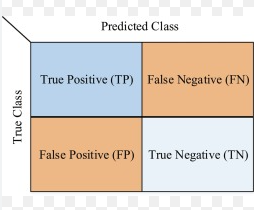 Predicted Class
True Class
True Positive (TP)
False Negative (FN)
False Positive (FP)
True Negative (TN)